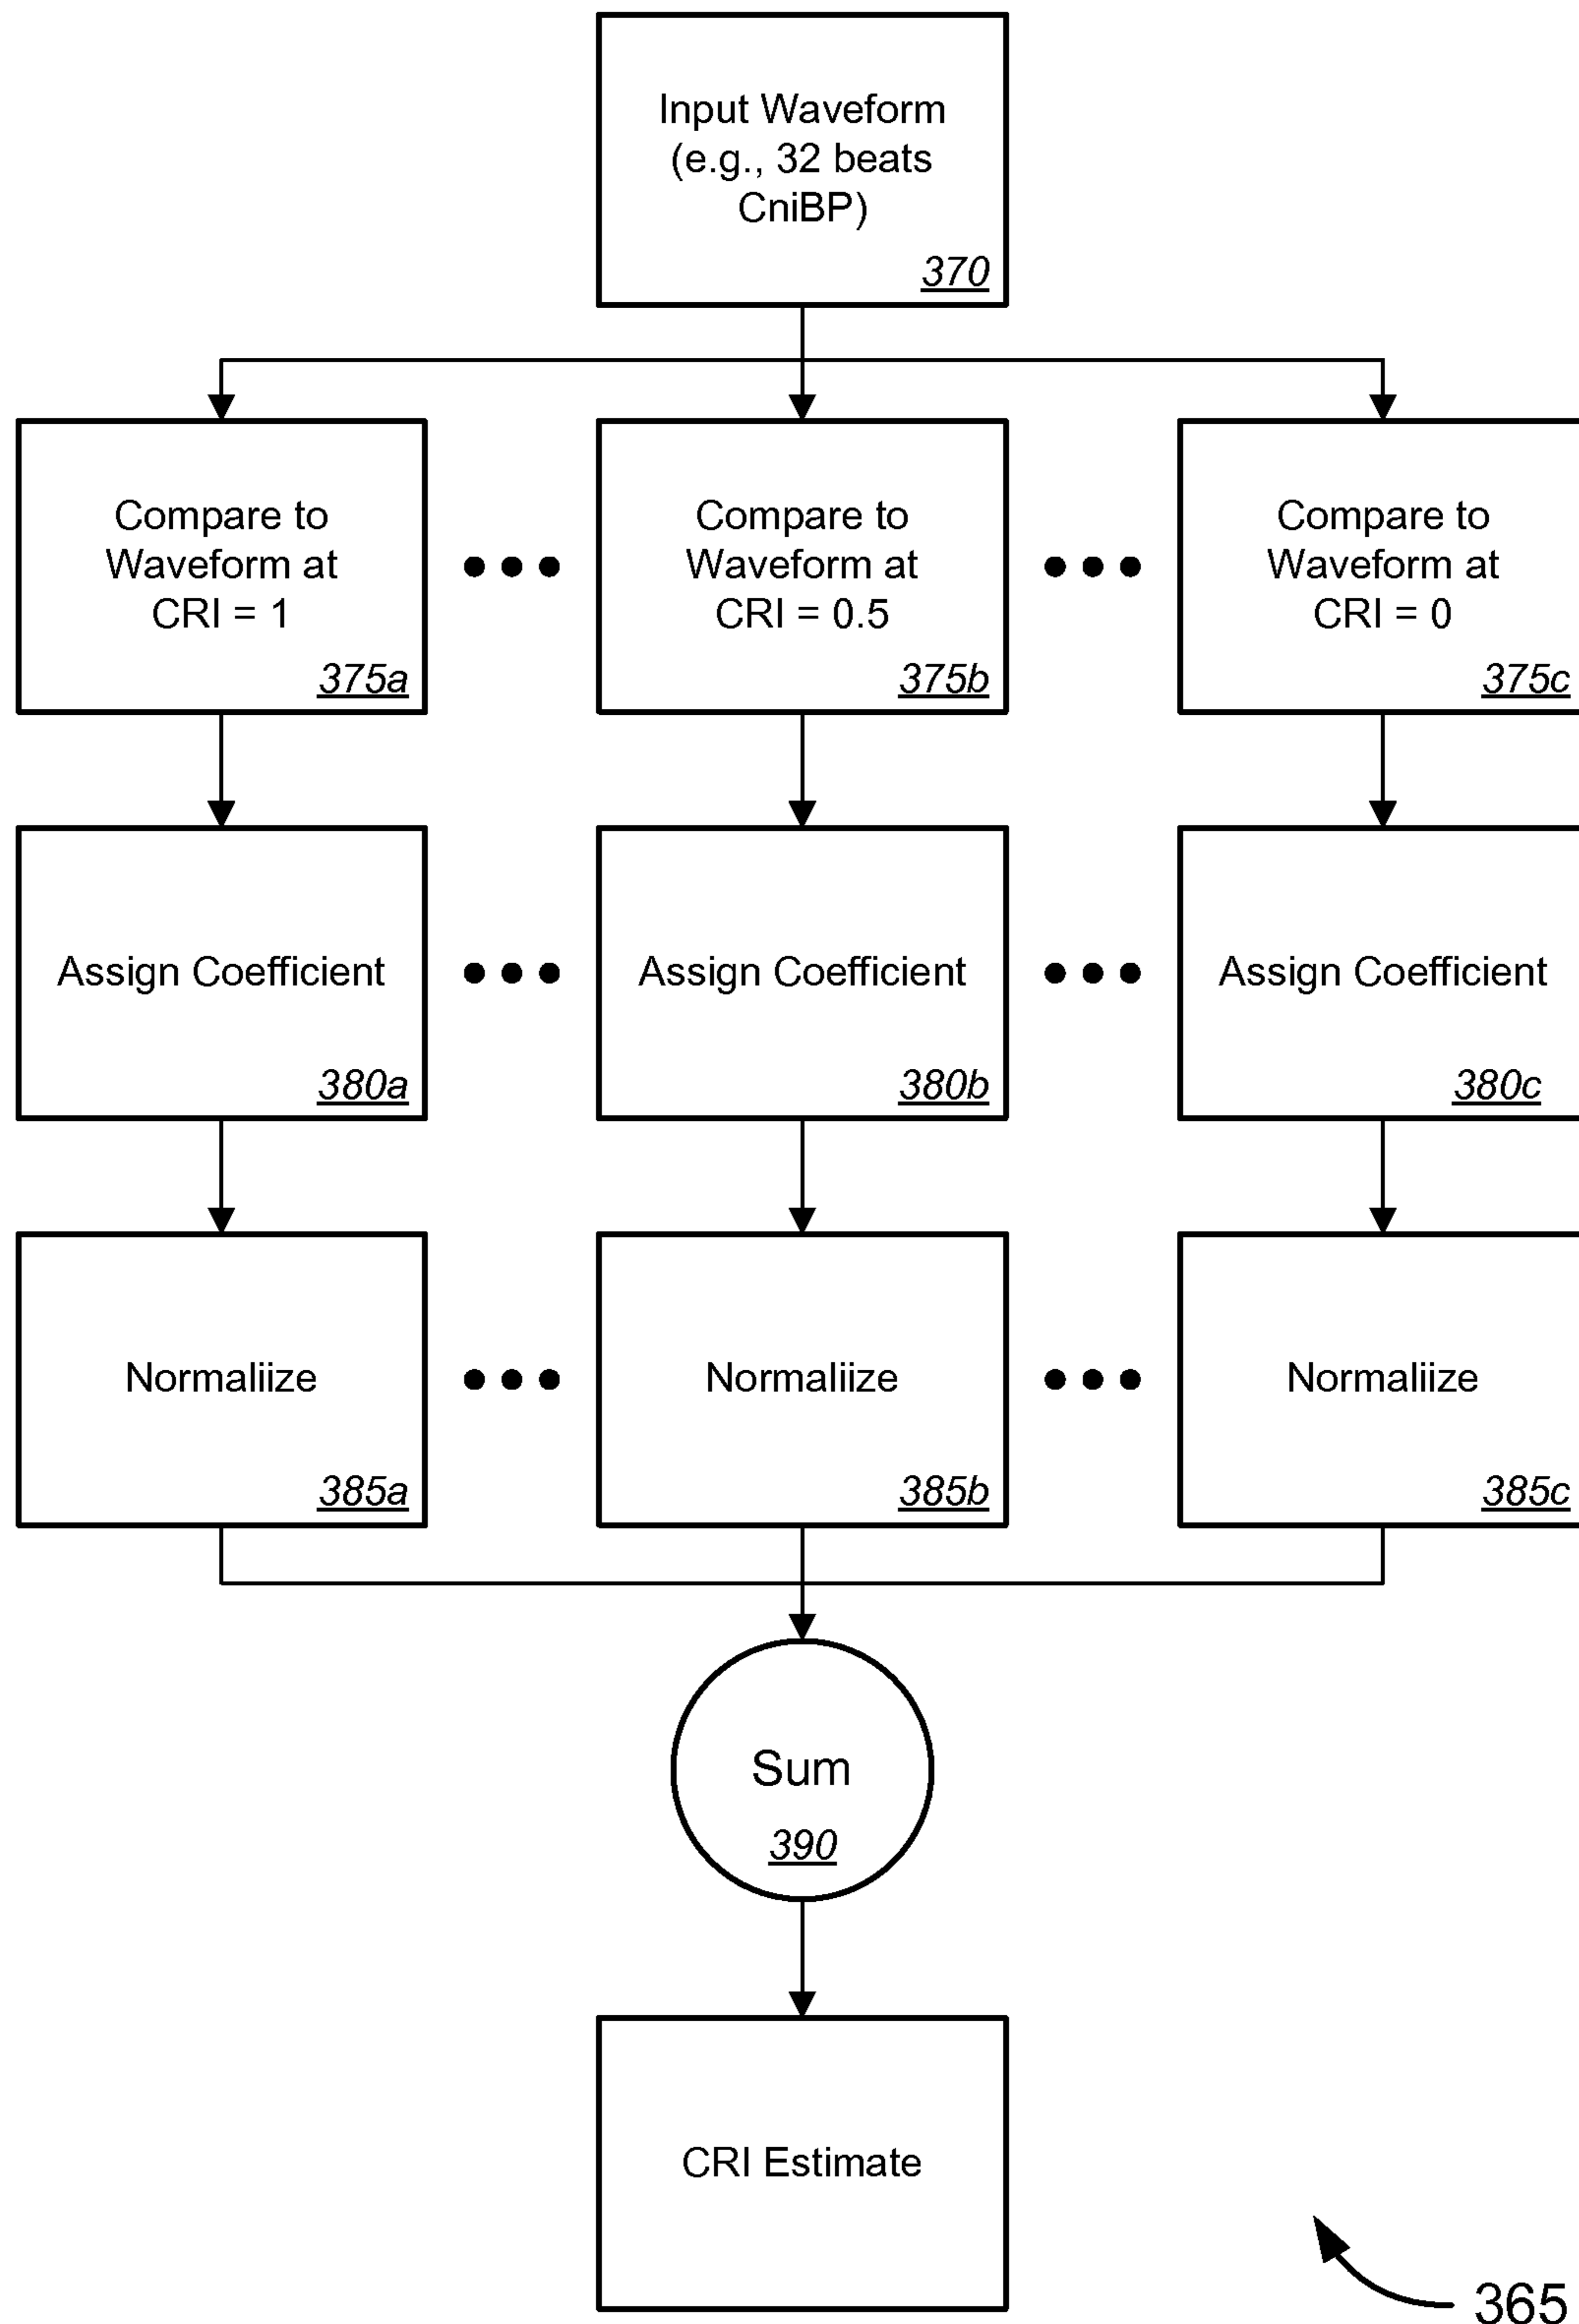 Input Waveform
(e.g., 32 beats
CniBP)
370
Compare to
Waveform at
CRI = 1
375a
Compare to
Waveform at
CRI = 0.5
375b
Compare to
Waveform at
CRI = 0
375c
Assign Coefficient
380a
Assign Coefficient
380b
Assign Coefficient
380c
Normaliize
385a
Normaliize
385b
Normaliize
385c
Sum
390
CRI Estimate
365